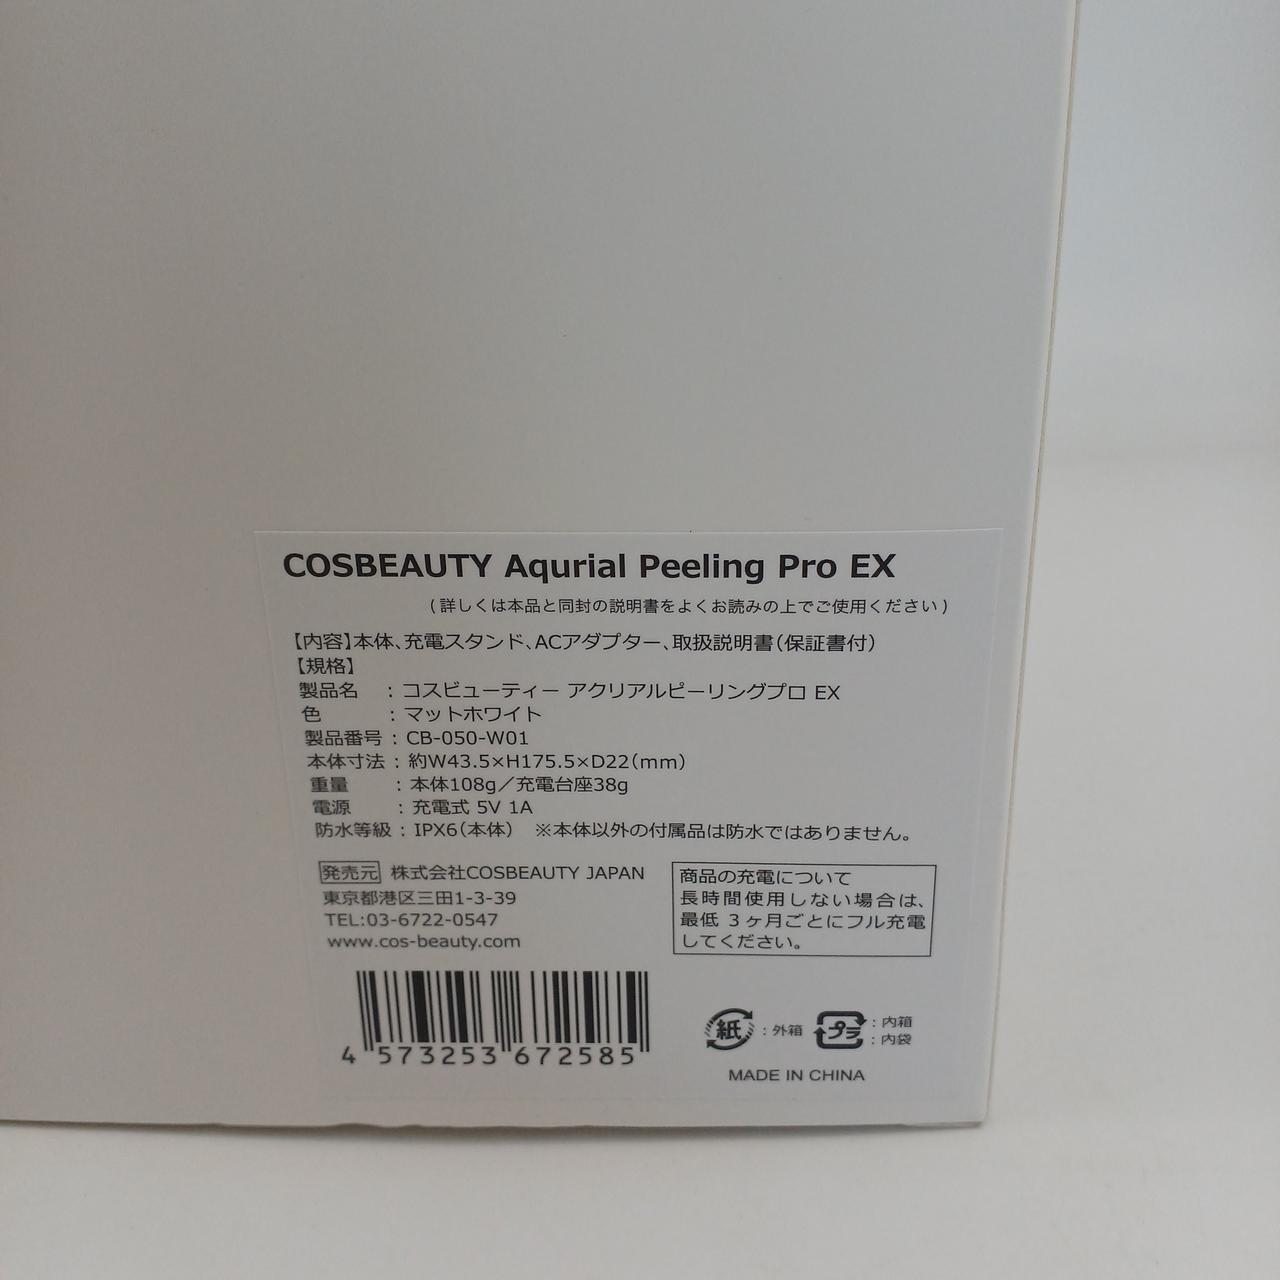 COSBEAUTY Aqurial Peeling Pro EX
(詳しくは本品と同封の説明書をよくお読みの上でご使用ください)
【内容】本体、充電スタンド、ACアダプター、取扱説明書(保証書付)
【規格】
製品名 : コスビューティー アクリアルピーリングプロ EX
色 : マットホワイト
製品番号 : CB-050-W01
本体寸法 : 約W43.5×H175.5×D22(mm)
重量 : 本体108g／充電台座38g
電源 : 充電式 5V 1A
防水等級 : IPX6(本体) ※本体以外の付属品は防水ではありません。
発売元 株式会社COSBEAUTY JAPAN
東京都港区三田1-3-39
TEL:03-6722-0547
www.cos-beauty.com
商品の充電について
長時間使用しない場合は、
最低 3 ヶ月ごとにフル充電
してください。
4 573253 672585
紙 : 外箱
プラ : 内箱
: 内袋
MADE IN CHINA